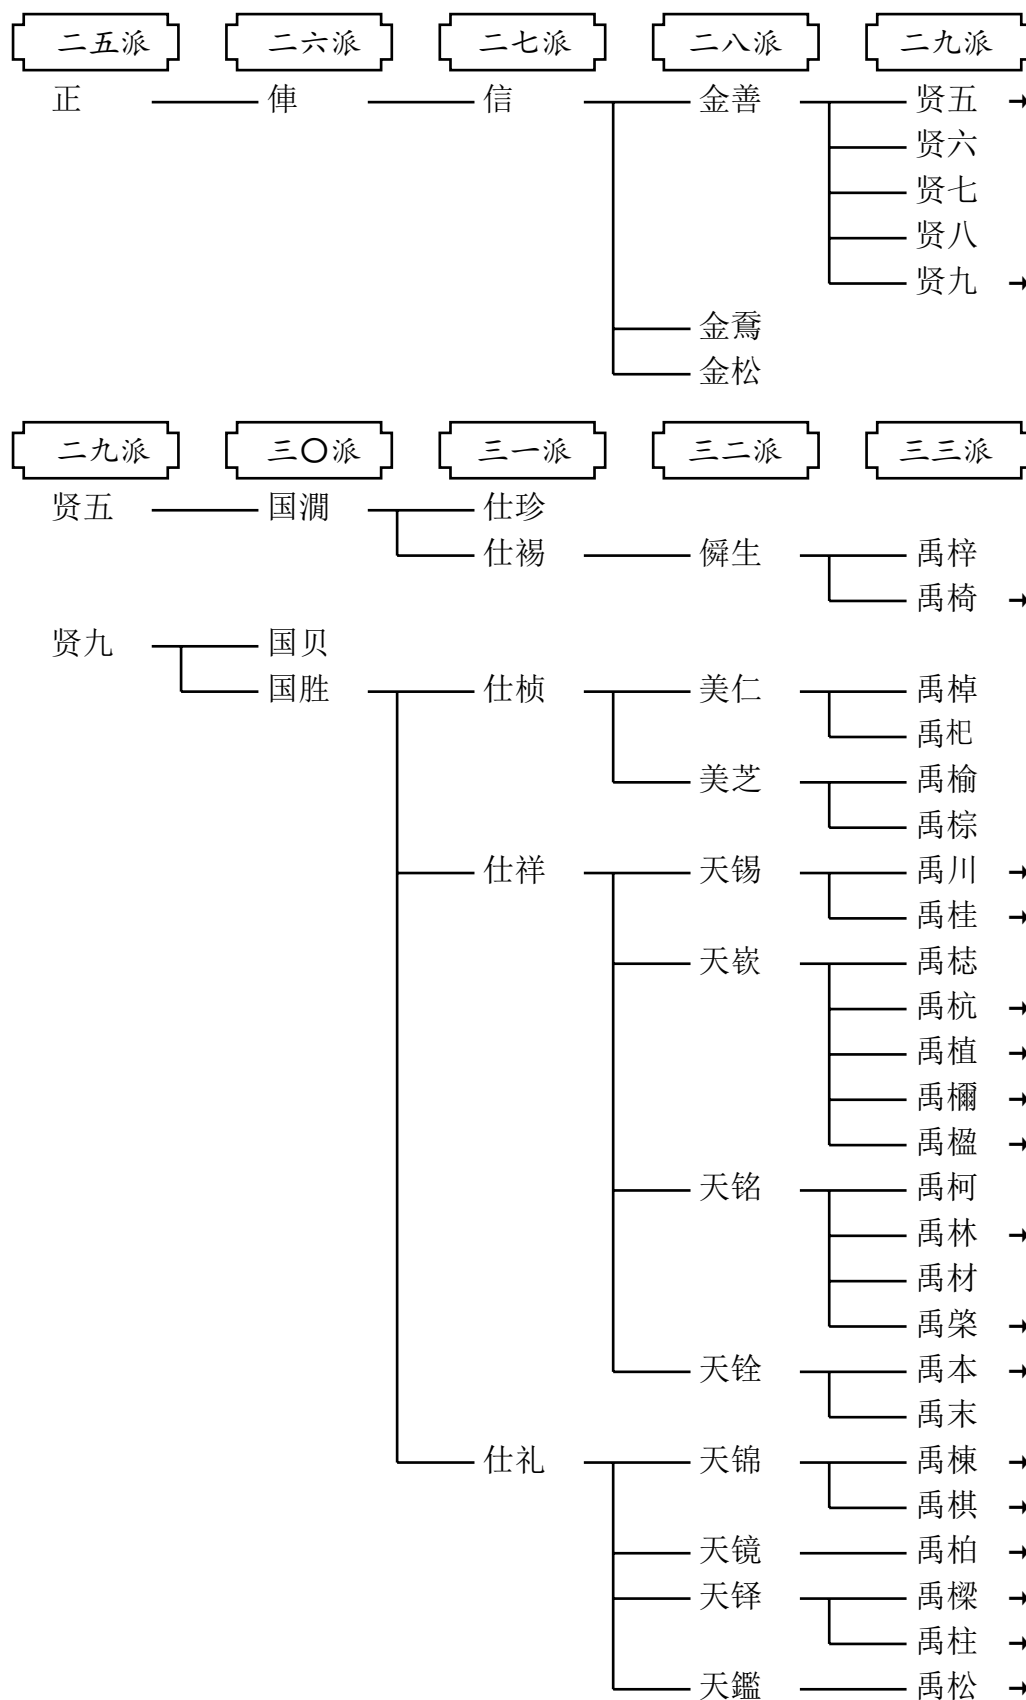 二五派 二六派 二七派 二八派 二九派
正 俥 信 金善 贤五
贤六
贤七
贤八
贤九
金鴌
金松
二九派 三〇派 三一派 三二派 三三派
贤五 国瀾 仕珍
仕裼 僢生 禹梓
禹椅
贤九 国贝
国胜 仕桢 美仁 禹棹
禹杞
美芝 禹榆
禹棕
仕祥 天锡 禹川
禹桂
天嵚 禹梽
禹杭
禹植
禹檷
禹楹
天铭 禹柯
禹林
禹材
禹棨
天铨 禹本
禹末
仕礼 天锦 禹棟
禹棋
天镜 禹柏
天铎 禹樑
禹柱
天鑑 禹松